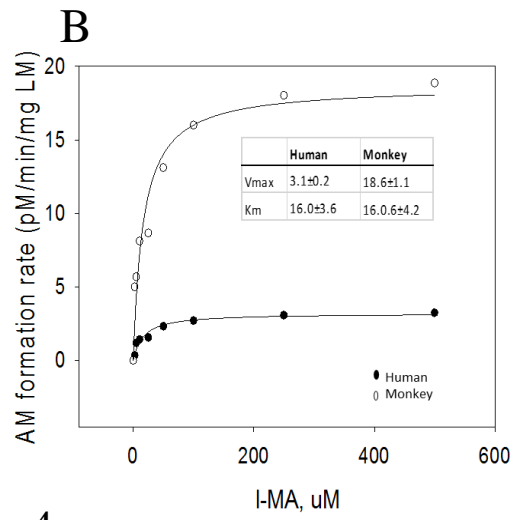 B
AM formation rate (pM/min/mg LM)
20
15
10
5
0
Human Monkey
Vmax 3.1±0.2 18.6±1.1
Km 16.0±3.6 16.0.6±4.2
Human
Monkey
0 200 400 600
I-MA, uM